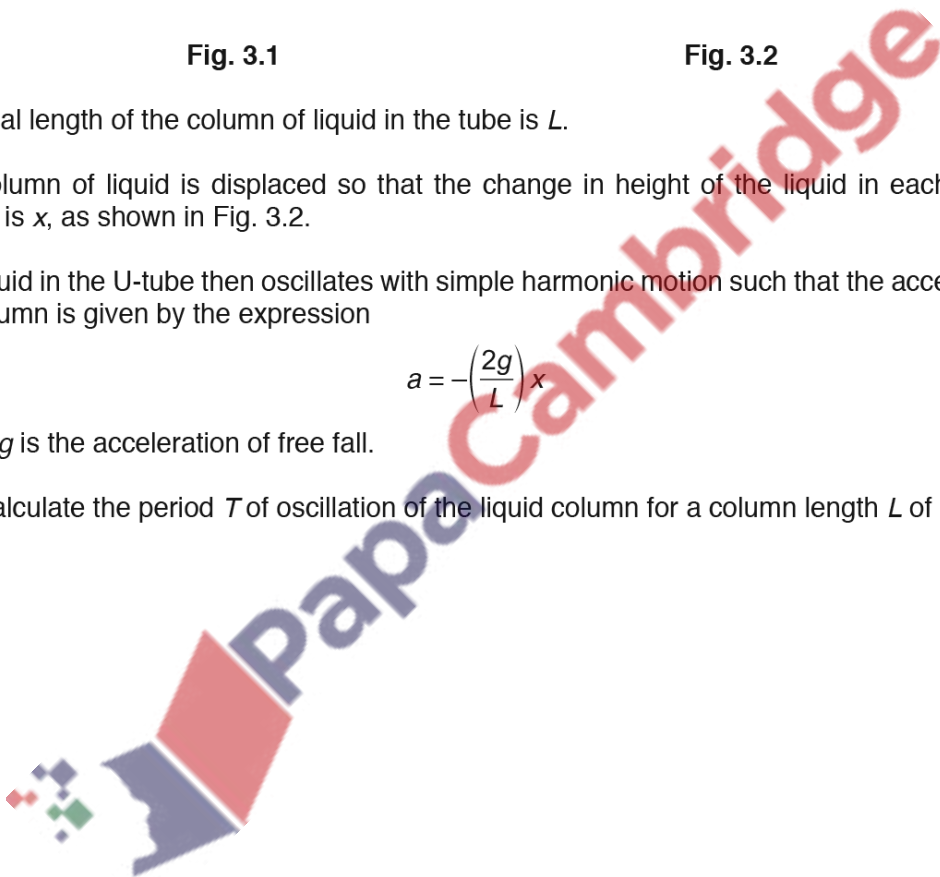 Fig. 3.1 Fig. 3.2
al length of the column of liquid in the tube is L.
lumn of liquid is displaced so that the change in height of the liquid in each
is x, as shown in Fig. 3.2.
uid in the U-tube then oscillates with simple harmonic motion such that the acce
umn is given by the expression
a = –(2g/L) x
g is the acceleration of free fall.
alculate the period T of oscillation of the liquid column for a column length L of
PapaCambridge